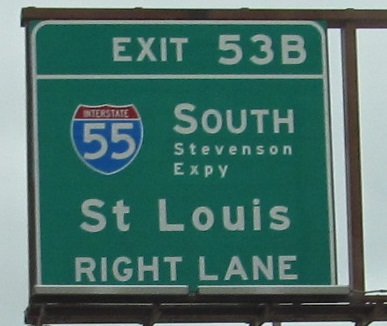 EXIT 53B
INTERSTATE
55
SOUTH
Stevenson
Expy
St Louis
RIGHT LANE